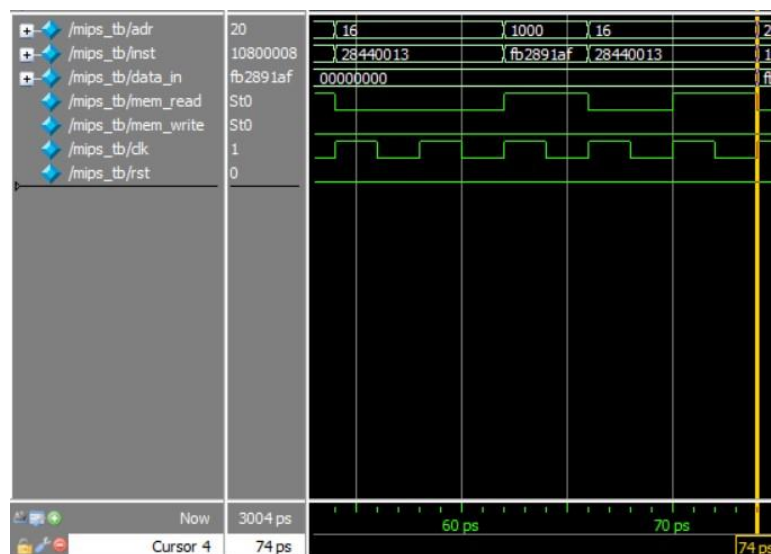 /mips_tb/adr 20 16 1000 16 2
/mips_tb/inst 10800008 28440013 fb2891af 28440013 1
/mips_tb/data_in fb2891af 00000000 f
/mips_tb/mem_read St0
/mips_tb/mem_write St0
/mips_tb/clk 1
/mips_tb/rst 0
Now 3004 ps 60 ps 70 ps
Cursor 4 74 ps 74 ps